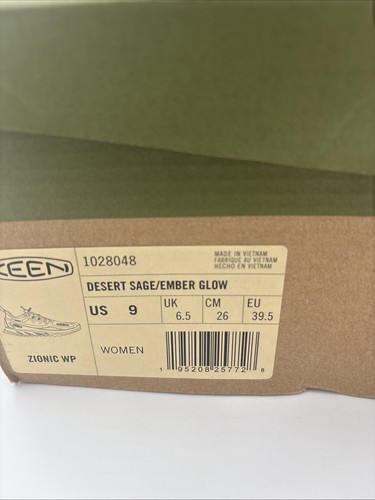 KEEN
1028048
MADE IN VIETNAM
FABRIQUE AU VIETNAM
HECHO EN VIETNAM
DESERT SAGE/EMBER GLOW
US 9
UK 6.5
CM 26
EU 39.5
ZIONIC WP
WOMEN
1 95208 25772 8